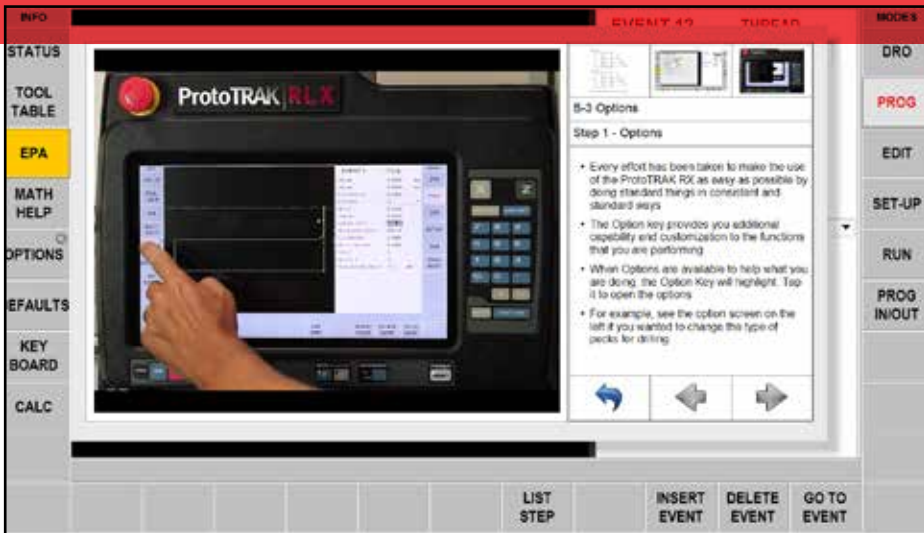 INFO
EVENT 12 THREAD
MODES
STATUS
TOOL
TABLE
EPA
MATH
HELP
OPTIONS
DEFAULTS
KEY
BOARD
CALC
ProtoTRAK RLX
5-3 Options
Step 1 - Options
• Every effort has been taken to make the use
of the ProtoTRAK RX as easy as possible by
doing standard things in consistent and
standard ways
• The Option key provides you additional
capability and customization to the functions
that you are performing
• When Options are available to help what you
are doing, the Option Key will highlight. Tap
it to open the options
• For example, see the option screen on the
left if you wanted to change the type of
pecks for drilling
DRO
PROG
EDIT
SET-UP
RUN
PROG
IN/OUT
LIST
STEP
INSERT
EVENT
DELETE
EVENT
GO TO
EVENT